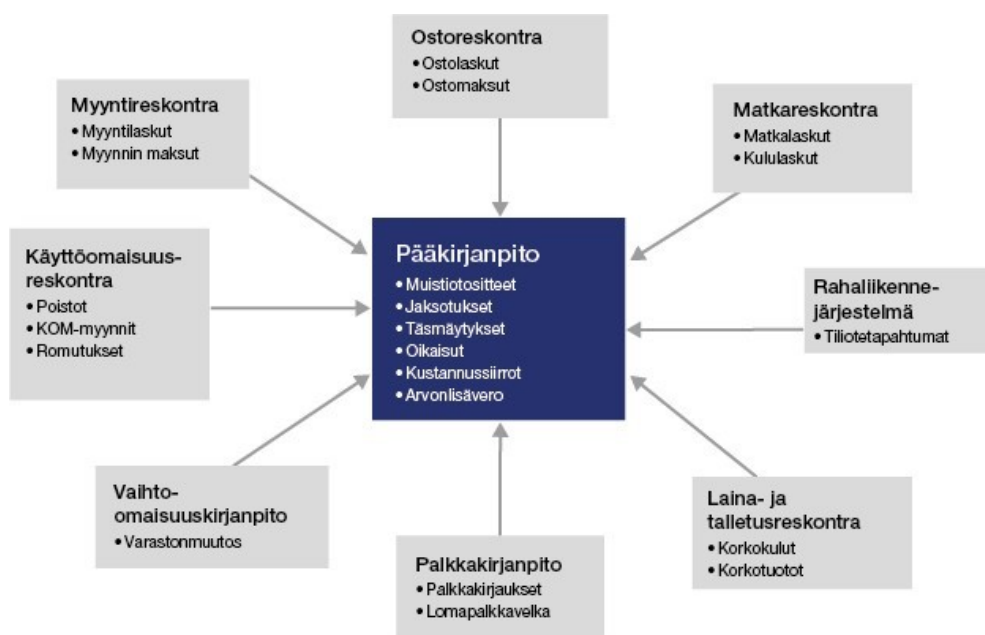 Ostoreskontra
• Ostolaskut
• Ostomaksut
Myyntireskontra
• Myyntilaskut
• Myynnin maksut
Matkareskontra
• Matkalaskut
• Kululaskut
Käyttöomaisuus-
reskontra
• Poistot
• KOM-myynnit
• Romutukset
Pääkirjanpito
• Muistiotositteet
• Jaksotukset
• Täsmäytykset
• Oikaisut
• Kustannussiirrot
• Arvonlisävero
Rahaliikenne-
järjestelmä
• Tiliotetapahtumat
Vaihto-
omaisuuskirjanpito
• Varastonmuutos
Palkkakirjanpito
• Palkkakirjaukset
• Lomapalkkavelka
Laina- ja
talletusreskontra
• Korkokulut
• Korkotuotot